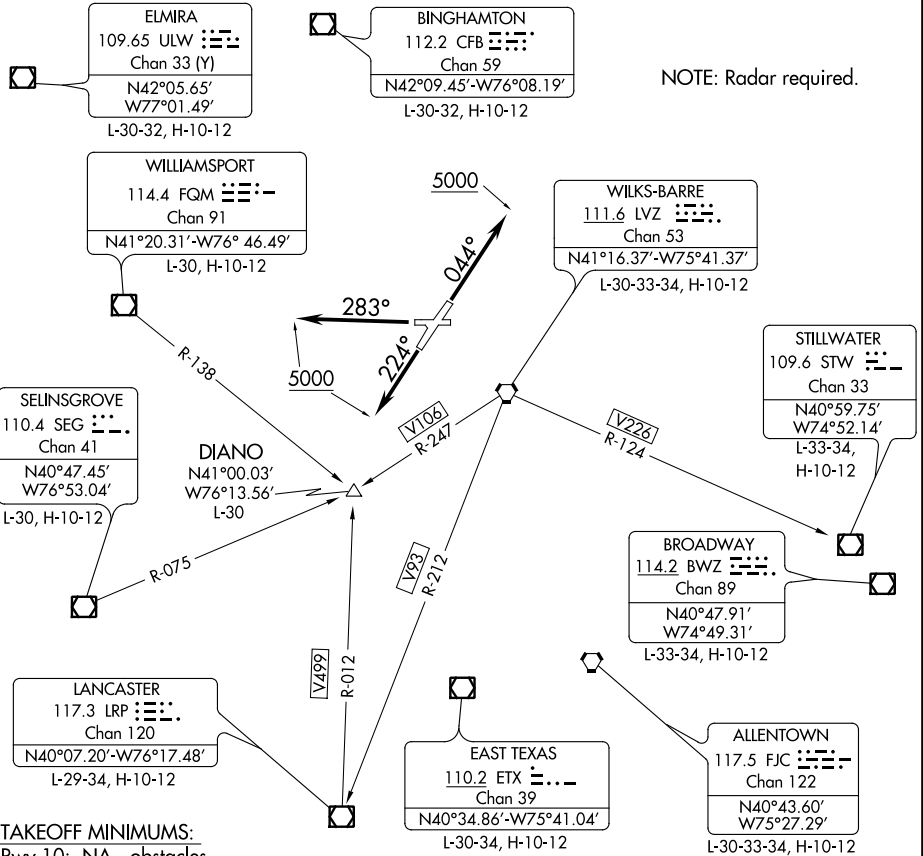 ELMIRA
109.65 ULW
Chan 33 (Y)
N42°05.65′
W77°01.49′
L-30-32, H-10-12
BINGHAMTON
112.2 CFB
Chan 59
N42°09.45′-W76°08.19′
L-30-32, H-10-12
NOTE: Radar required.
WILLIAMSPORT
114.4 FQM
Chan 91
N41°20.31′-W76° 46.49′
L-30, H-10-12
5000
044°
283°
224°
5000
WILKS-BARRE
111.6 LVZ
Chan 53
N41°16.37′-W75°41.37′
L-30-33-34, H-10-12
STILLWATER
109.6 STW
Chan 33
N40°59.75′
W74°52.14′
L-33-34,
H-10-12
R-138
SELINSGROVE
110.4 SEG
Chan 41
N40°47.45′
W76°53.04′
L-30, H-10-12
DIANO
N41°00.03′
W76°13.56′
L-30
V106
R-247
V226
R-124
R-075
V93
R-212
BROADWAY
114.2 BWZ
Chan 89
N40°47.91′
W74°49.31′
L-33-34, H-10-12
V499
R-012
LANCASTER
117.3 LRP
Chan 120
N40°07.20′-W76°17.48′
L-29-34, H-10-12
EAST TEXAS
110.2 ETX
Chan 39
N40°34.86′-W75°41.04′
L-30-34, H-10-12
ALLENTOWN
117.5 FJC
Chan 122
N40°43.60′
W75°27.29′
L-30-33-34, H-10-12
TAKEOFF MINIMUMS:
Rwy 10: NA - obstacles